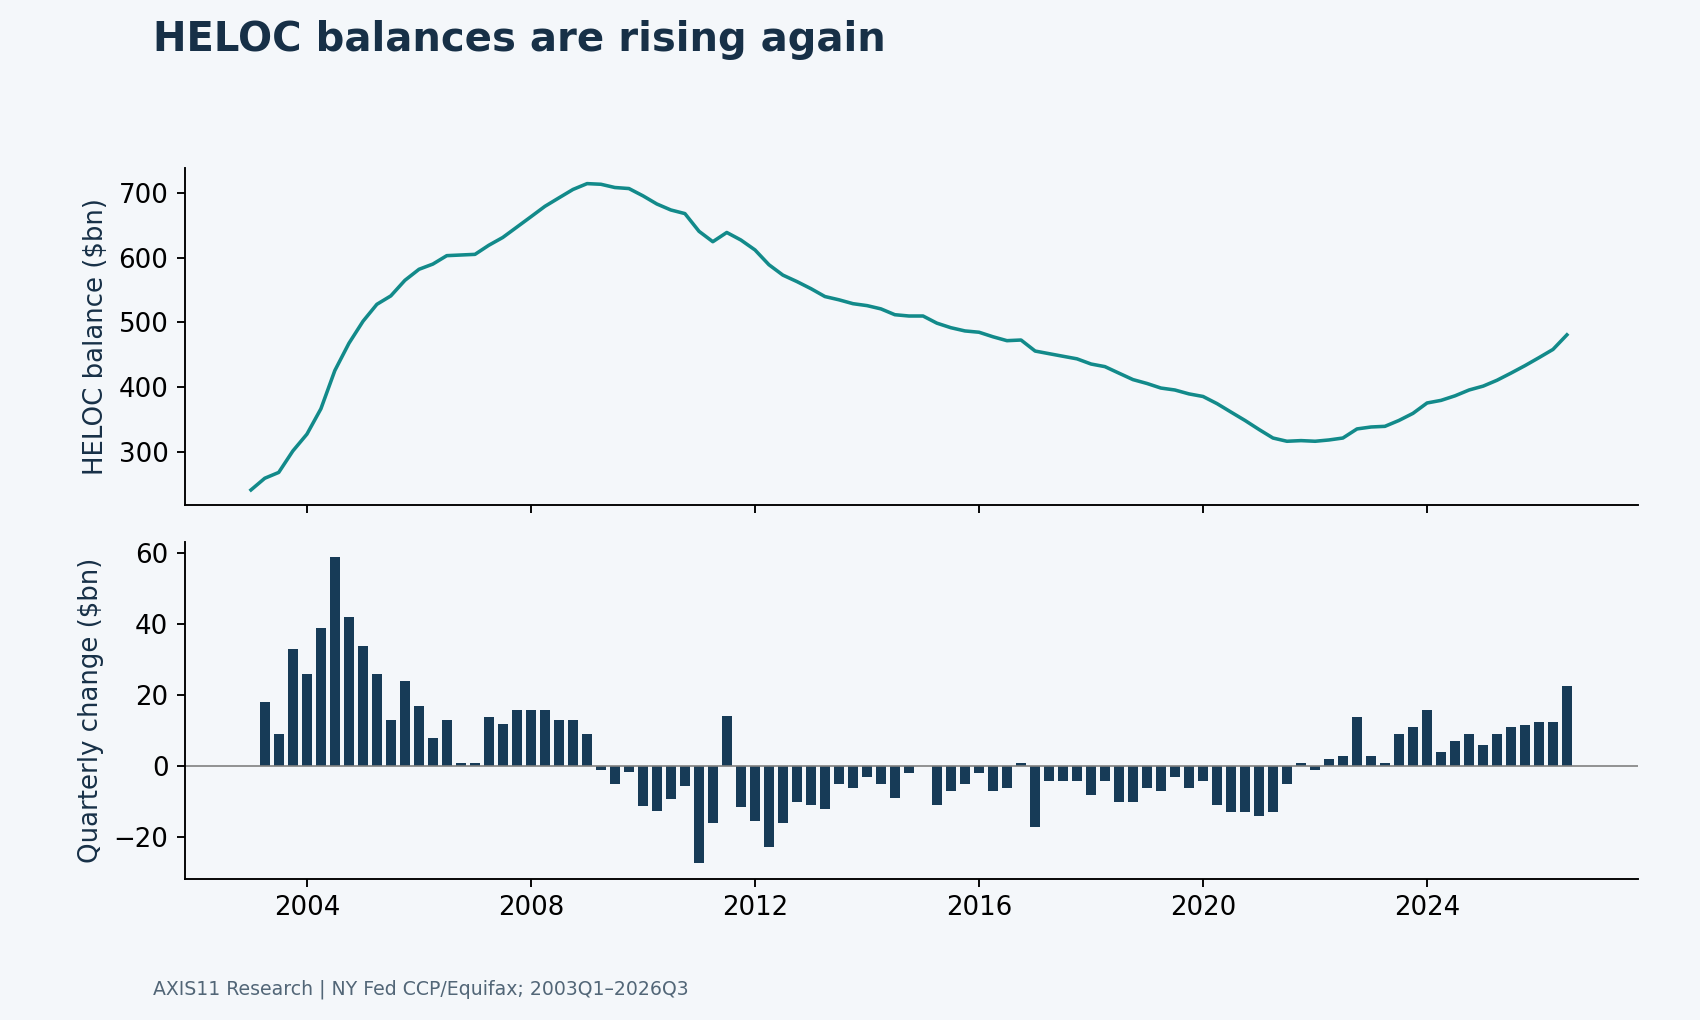 HELOC balances are rising again
HELOC balance ($bn)
700
600
500
400
300
Quarterly change ($bn)
60
40
20
0
−20
2004 2008 2012 2016 2020 2024
AXIS11 Research | NY Fed CCP/Equifax; 2003Q1–2026Q3